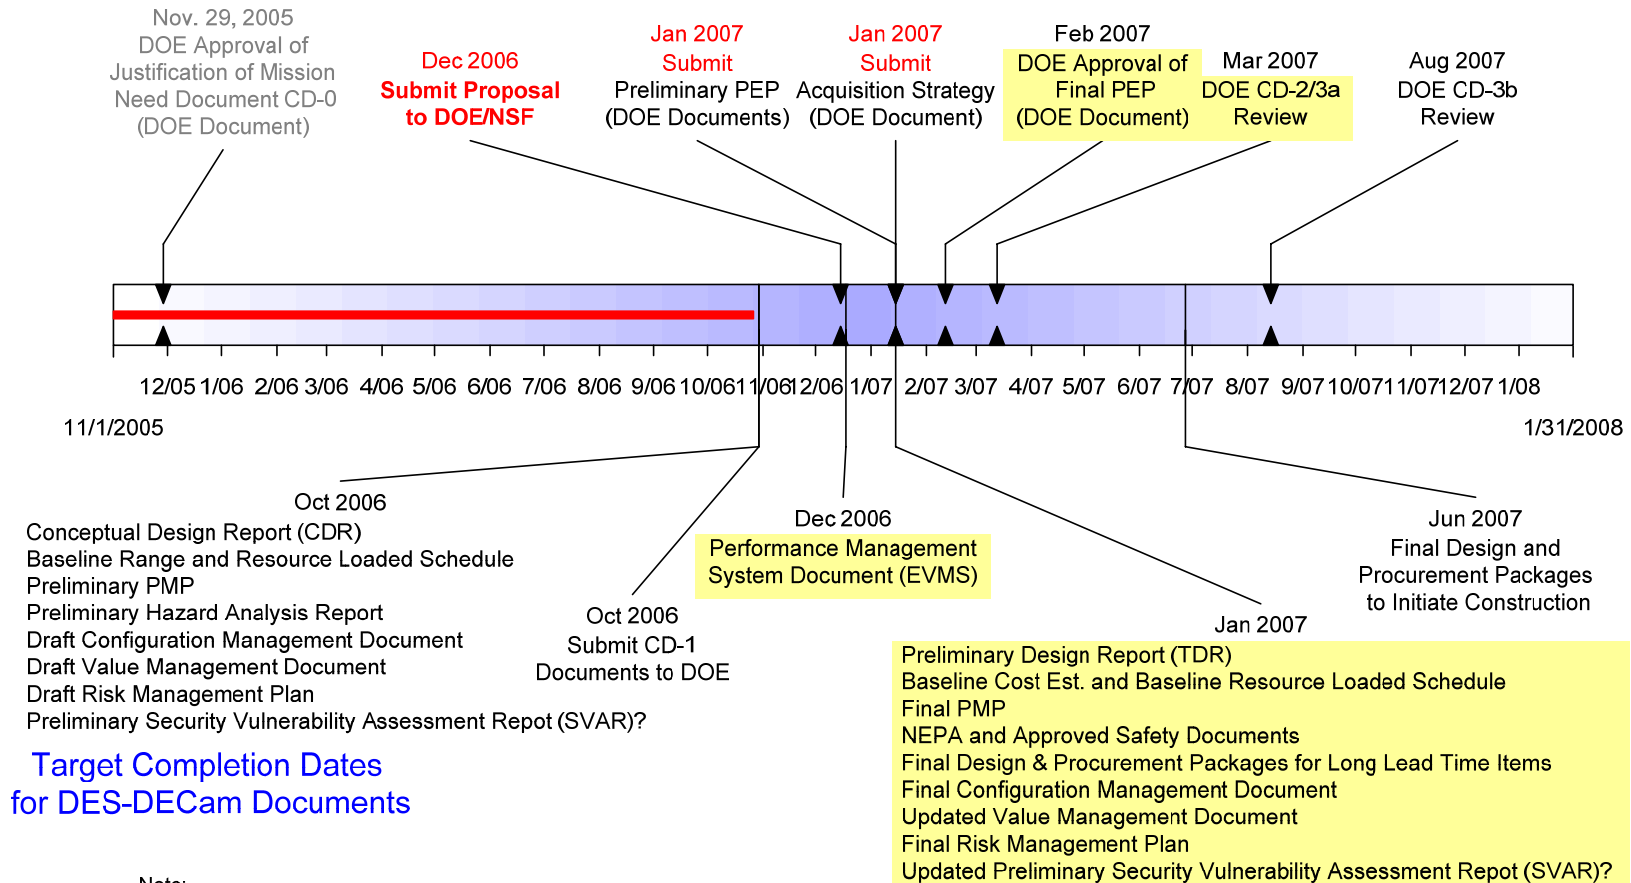 Nov. 29, 2005
DOE Approval of
Justification of Mission
Need Document CD-0
(DOE Document)
Dec 2006
Submit Proposal
to DOE/NSF
Jan 2007
Submit
Preliminary PEP
(DOE Documents)
Jan 2007
Submit
Acquisition Strategy
(DOE Document)
Feb 2007
DOE Approval of
Final PEP
(DOE Document)
Mar 2007
DOE CD-2/3a
Review
Aug 2007
DOE CD-3b
Review
12/05 1/06 2/06 3/06 4/06 5/06 6/06 7/06 8/06 9/06 10/06 11/06 12/06 1/07 2/07 3/07 4/07 5/07 6/07 7/07 8/07 9/07 10/07 11/07 12/07 1/08
11/1/2005 1/31/2008
Oct 2006
Conceptual Design Report (CDR)
Baseline Range and Resource Loaded Schedule
Preliminary PMP
Preliminary Hazard Analysis Report
Draft Configuration Management Document
Draft Value Management Document
Draft Risk Management Plan
Preliminary Security Vulnerability Assessment Repot (SVAR)?
Oct 2006
Submit CD-1
Documents to DOE
Dec 2006
Performance Management
System Document (EVMS)
Jan 2007
Preliminary Design Report (TDR)
Baseline Cost Est. and Baseline Resource Loaded Schedule
Final PMP
NEPA and Approved Safety Documents
Final Design & Procurement Packages for Long Lead Time Items
Final Configuration Management Document
Updated Value Management Document
Final Risk Management Plan
Updated Preliminary Security Vulnerability Assessment Repot (SVAR)?
Jun 2007
Final Design and
Procurement Packages
to Initiate Construction
Target Completion Dates
for DES-DECam Documents